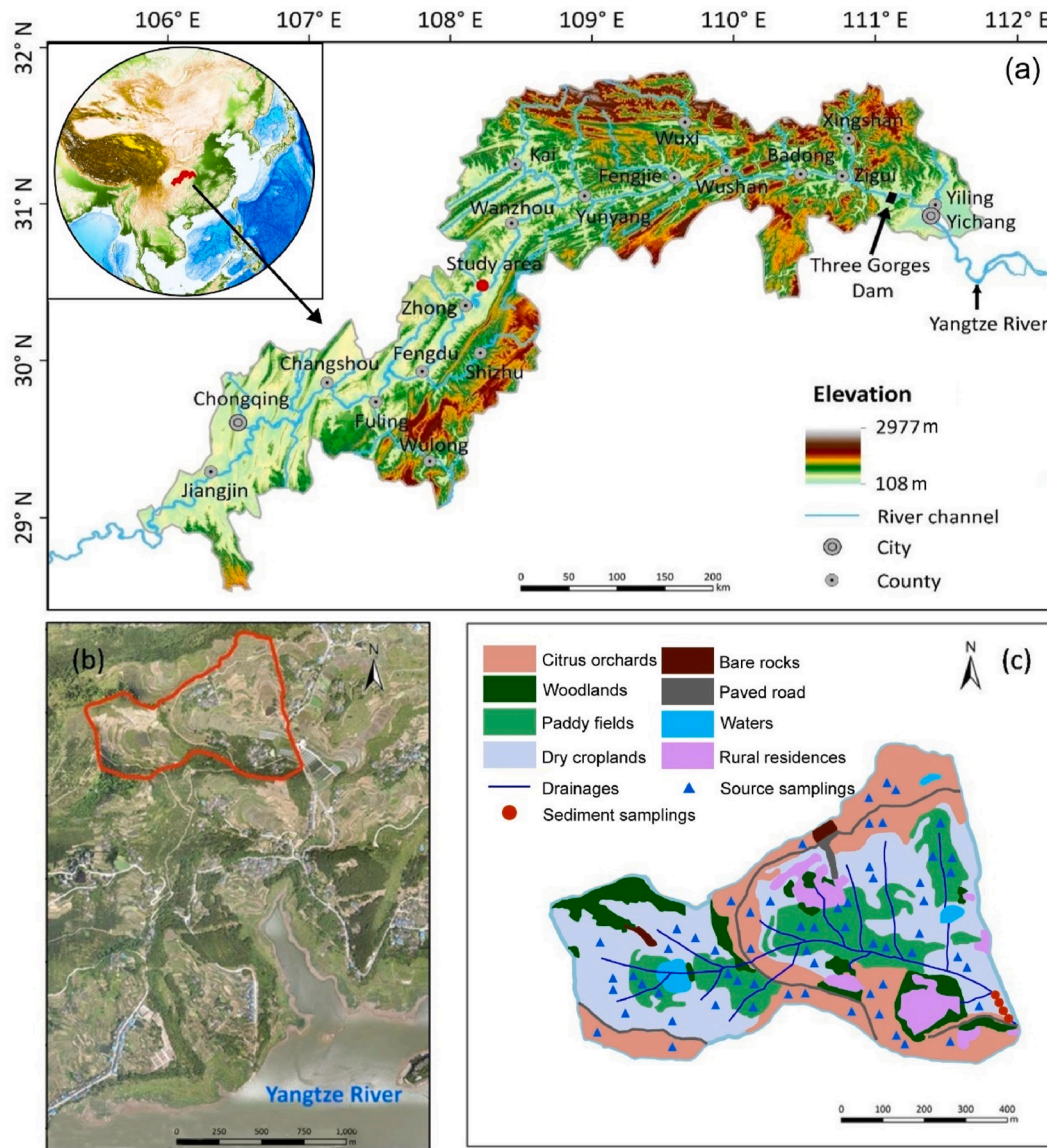 106° E 107° E 108° E 109° E 110° E 111° E 112° E
32° N
31° N
30° N
29° N
(a)
Xingshan
Wuxi
Badong
Kai
Zigui
Fengjie
Wushan
Yiling
Wanzhou
Yunyang
Yichang
Study area
Three Gorges
Dam
Zhong
Yangtze River
Changshou
Fengdu
Shizhu
Chongqing
Fuling
Wulong
Jiangjin
Elevation
2977 m
108 m
River channel
City
County
0 50 100 150 200
km
(b)
N
Yangtze River
0 250 500 750 1,000
m
(c)
N
Citrus orchards
Bare rocks
Woodlands
Paved road
Paddy fields
Waters
Dry croplands
Rural residences
Drainages
Source samplings
Sediment samplings
0 100 200 300 400
m